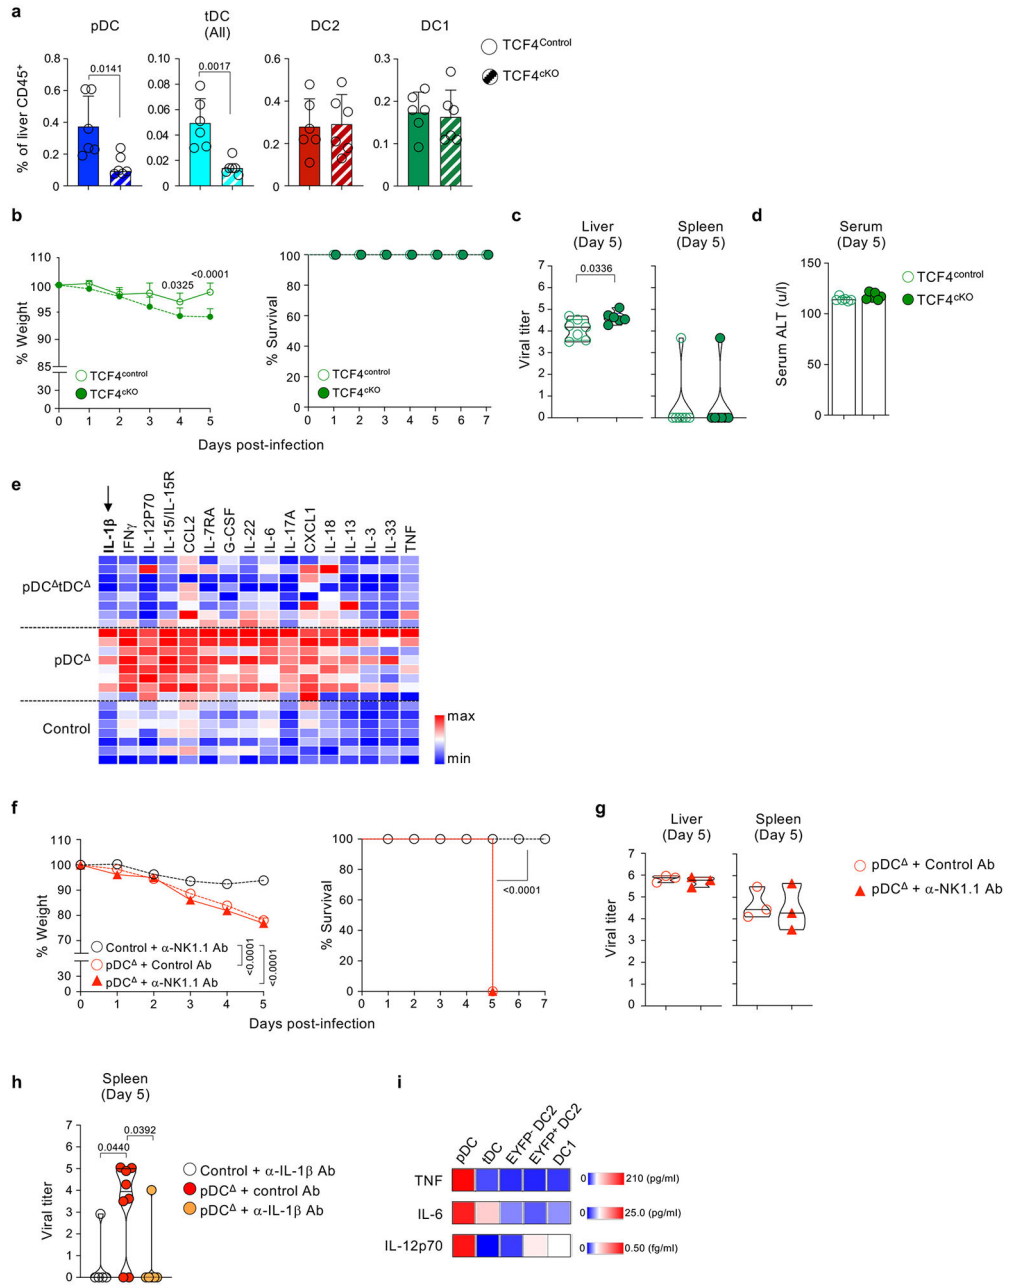 a
pDC
tDC
(All)
DC2
DC1
% of liver CD45⁺
0.8
0.6
0.4
0.2
0
0.0141
0.10
0.08
0.06
0.04
0.02
0
0.0017
0.6
0.4
0.2
0
0.3
0.2
0.1
0
TCF4ᶜᵒⁿᵗʳᵒˡ
TCF4ᶜᴷᴼ
b
% Weight
110
100
95
90
85
30
0
0.0325
<0.0001
TCF4ᶜᵒⁿᵗʳᵒˡ
TCF4ᶜᴷᴼ
0 1 2 3 4 5
% Survival
100
80
60
40
20
0
TCF4ᶜᵒⁿᵗʳᵒˡ
TCF4ᶜᴷᴼ
0 1 2 3 4 5 6 7
Days post-infection
c
Liver
(Day 5)
Spleen
(Day 5)
Viral titer
7
6
5
4
3
2
1
0
0.0336
d
Serum
(Day 5)
Serum ALT (u/l)
150
100
50
0
TCF4ᶜᵒⁿᵗʳᵒˡ
TCF4ᶜᴷᴼ
e
IL-1β
IFNγ
IL-12P70
IL-15/IL-15R
CCL2
IL-7RA
G-CSF
IL-22
IL-6
IL-17A
CXCL1
IL-18
IL-13
IL-3
IL-33
TNF
pDCᐞtDCᐞ
pDCᐞ
Control
max
min
f
% Weight
110
100
90
80
70
30
0
Control + α-NK1.1 Ab
pDCᐞ + Control Ab
pDCᐞ + α-NK1.1 Ab
<0.0001
<0.0001
0 1 2 3 4 5
% Survival
100
80
60
40
20
0
<0.0001
0 1 2 3 4 5 6 7
Days post-infection
g
Liver
(Day 5)
Spleen
(Day 5)
Viral titer
7
6
5
4
3
2
1
0
pDCᐞ + Control Ab
pDCᐞ + α-NK1.1 Ab
h
Spleen
(Day 5)
Viral titer
7
6
5
4
3
2
1
0
0.0440
0.0392
Control + α-IL-1β Ab
pDCᐞ + control Ab
pDCᐞ + α-IL-1β Ab
i
pDC
tDC
EYFP⁻ DC2
EYFP⁺ DC2
DC1
TNF
0 210 (pg/ml)
IL-6
0 25.0 (pg/ml)
IL-12p70
0 0.50 (fg/ml)